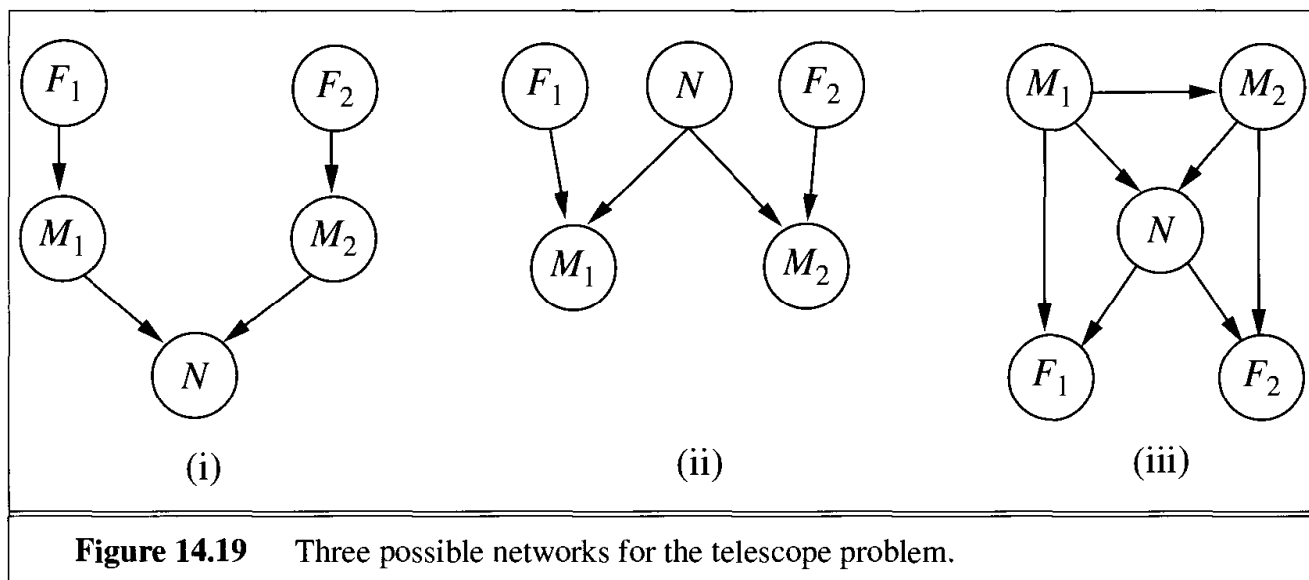 F₁ F₂ F₁ N F₂ M₁ M₂
M₁ M₂ M₁ M₂ N
N F₁ F₂
(i) (ii) (iii)
Figure 14.19 Three possible networks for the telescope problem.